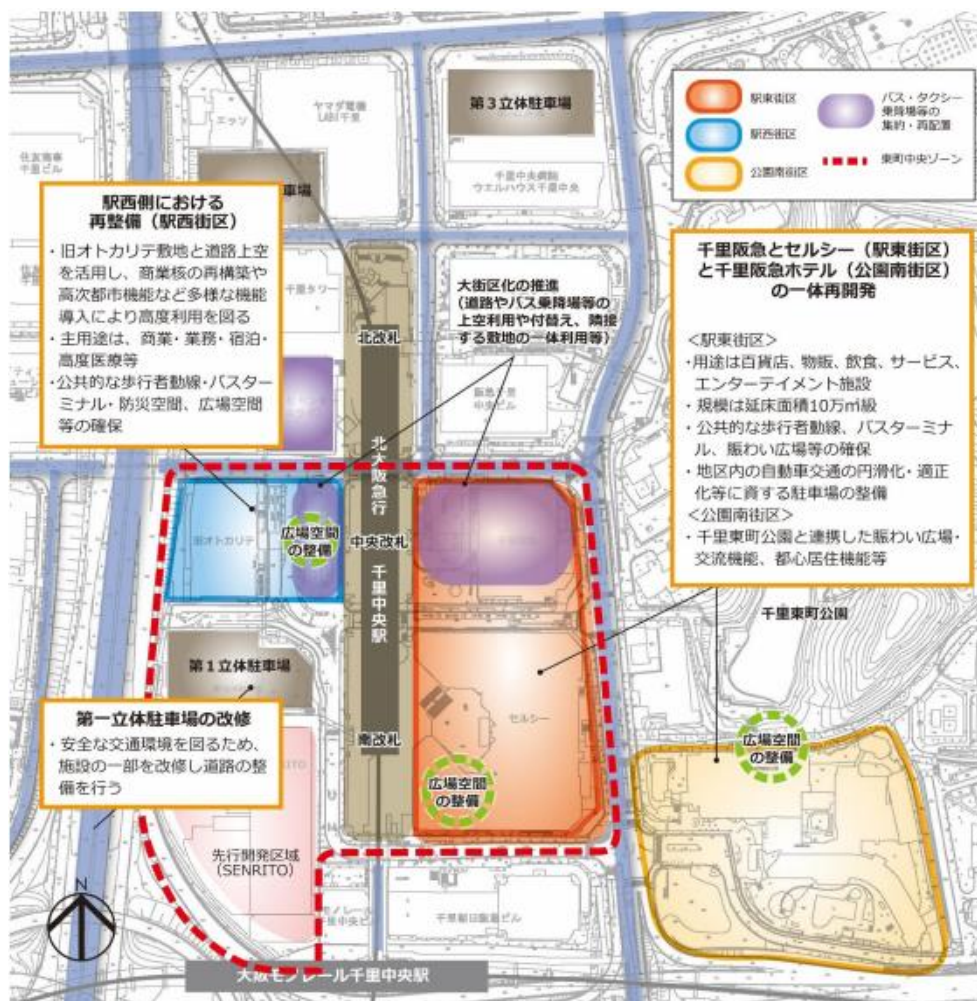 第3立体駐車場
ヤマダ電機
LABI千里
エッソ
住友商事
千里ビル
千里中央病院
ウエルハウス千里中央
車場
駅東街区
駅西街区
公園南街区
バス・タクシー
乗降場等の
集約・再配置
東町中央ゾーン
駅西側における
再整備（駅西街区）
・旧オトカリテ敷地と道路上空
を活用し、商業核の再構築や
高次都市機能など多様な機能
導入により高度利用を図る
・主用途は、商業・業務・宿泊・
高度医療等
・公共的な歩行者動線・バスター
ミナル・防災空間、広場空間
等の確保
千里タワー
大街区化の推進
（道路やバス乗降場等の
上空利用や付替え、隣接
する敷地の一体利用等）
千里阪急とセルシー（駅東街区）
と千里阪急ホテル（公園南街区）
の一体再開発
<駅東街区>
・用途は百貨店、物販、飲食、サービス、
エンターテイメント施設
・規模は延床面積10万㎡級
・公共的な歩行者動線、バスターミナ
ル、賑わい広場等の確保
・地区内の自動車交通の円滑化・適正
化等に資する駐車場の整備
<公園南街区>
・千里東町公園と連携した賑わい広場・
交流機能、都心居住機能等
北改札
阪急千里
中央ビル
北大阪急行
千里中央駅
中央改札
南改札
旧オトカリテ
広場空間
の整備
千里東町公園
第1立体駐車場
セルシー
第一立体駐車場の改修
・安全な交通環境を図るため、
施設の一部を改修し道路の整
備を行う
広場空間
の整備
広場空間
の整備
先行開発区域
（SENRITO）
N
千里朝日阪急ビル
大阪モノレール千里中央駅